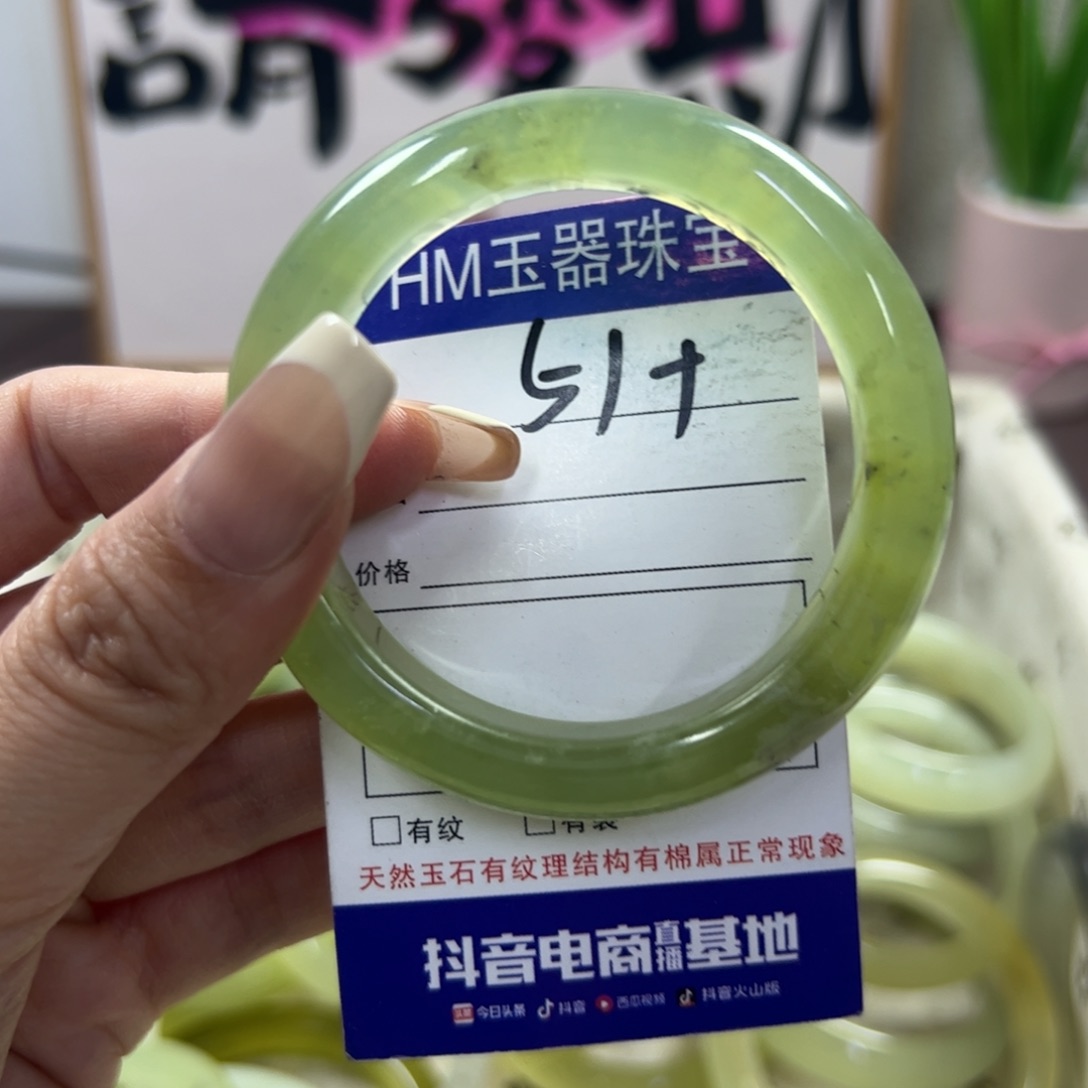 HM玉器珠宝
51+
价格
□有纹 □有裂
天然玉石有纹理结构有棉属正常现象
抖音电商直播基地
今日头条 抖音 西瓜视频 抖音火山版